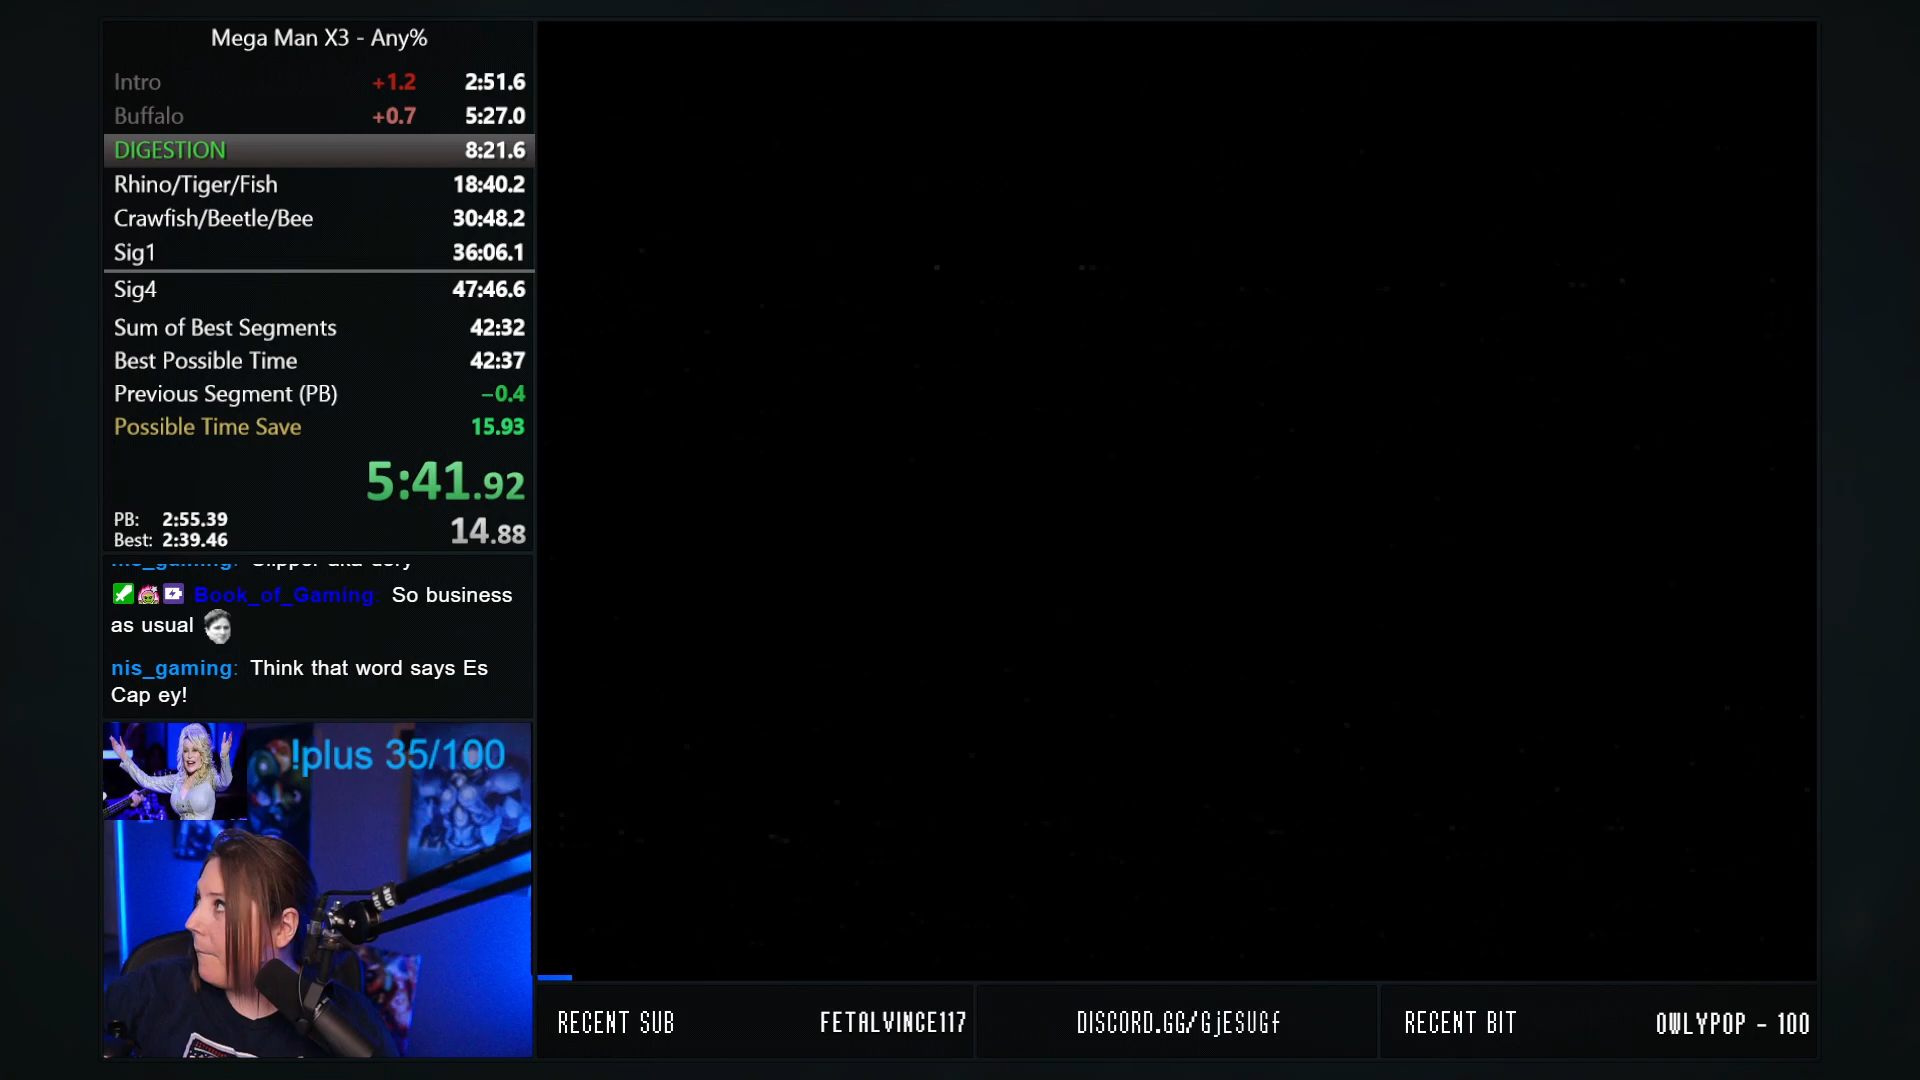 Mega Man X3 - Any%
Intro +1.2 2:51.6
Buffalo +0.7 5:27.0
DIGESTION 8:21.6
Rhino/Tiger/Fish 18:40.2
Crawfish/Beetle/Bee 30:48.2
Sig1 36:06.1
Sig4 47:46.6
Sum of Best Segments 42:32
Best Possible Time 42:37
Previous Segment (PB) −0.4
Possible Time Save 15.93
5:41.92
PB: 2:55.39
Best: 2:39.46
14.88
nis_gaming: Slipper aka dory
Book_of_Gaming: So business
as usual
nis_gaming: Think that word says Es
Cap ey!
!plus 35/100
RECENT SUB FETALVINCE117
DISCORD.GG/GjESUGf
RECENT BIT OWLYPOP - 100